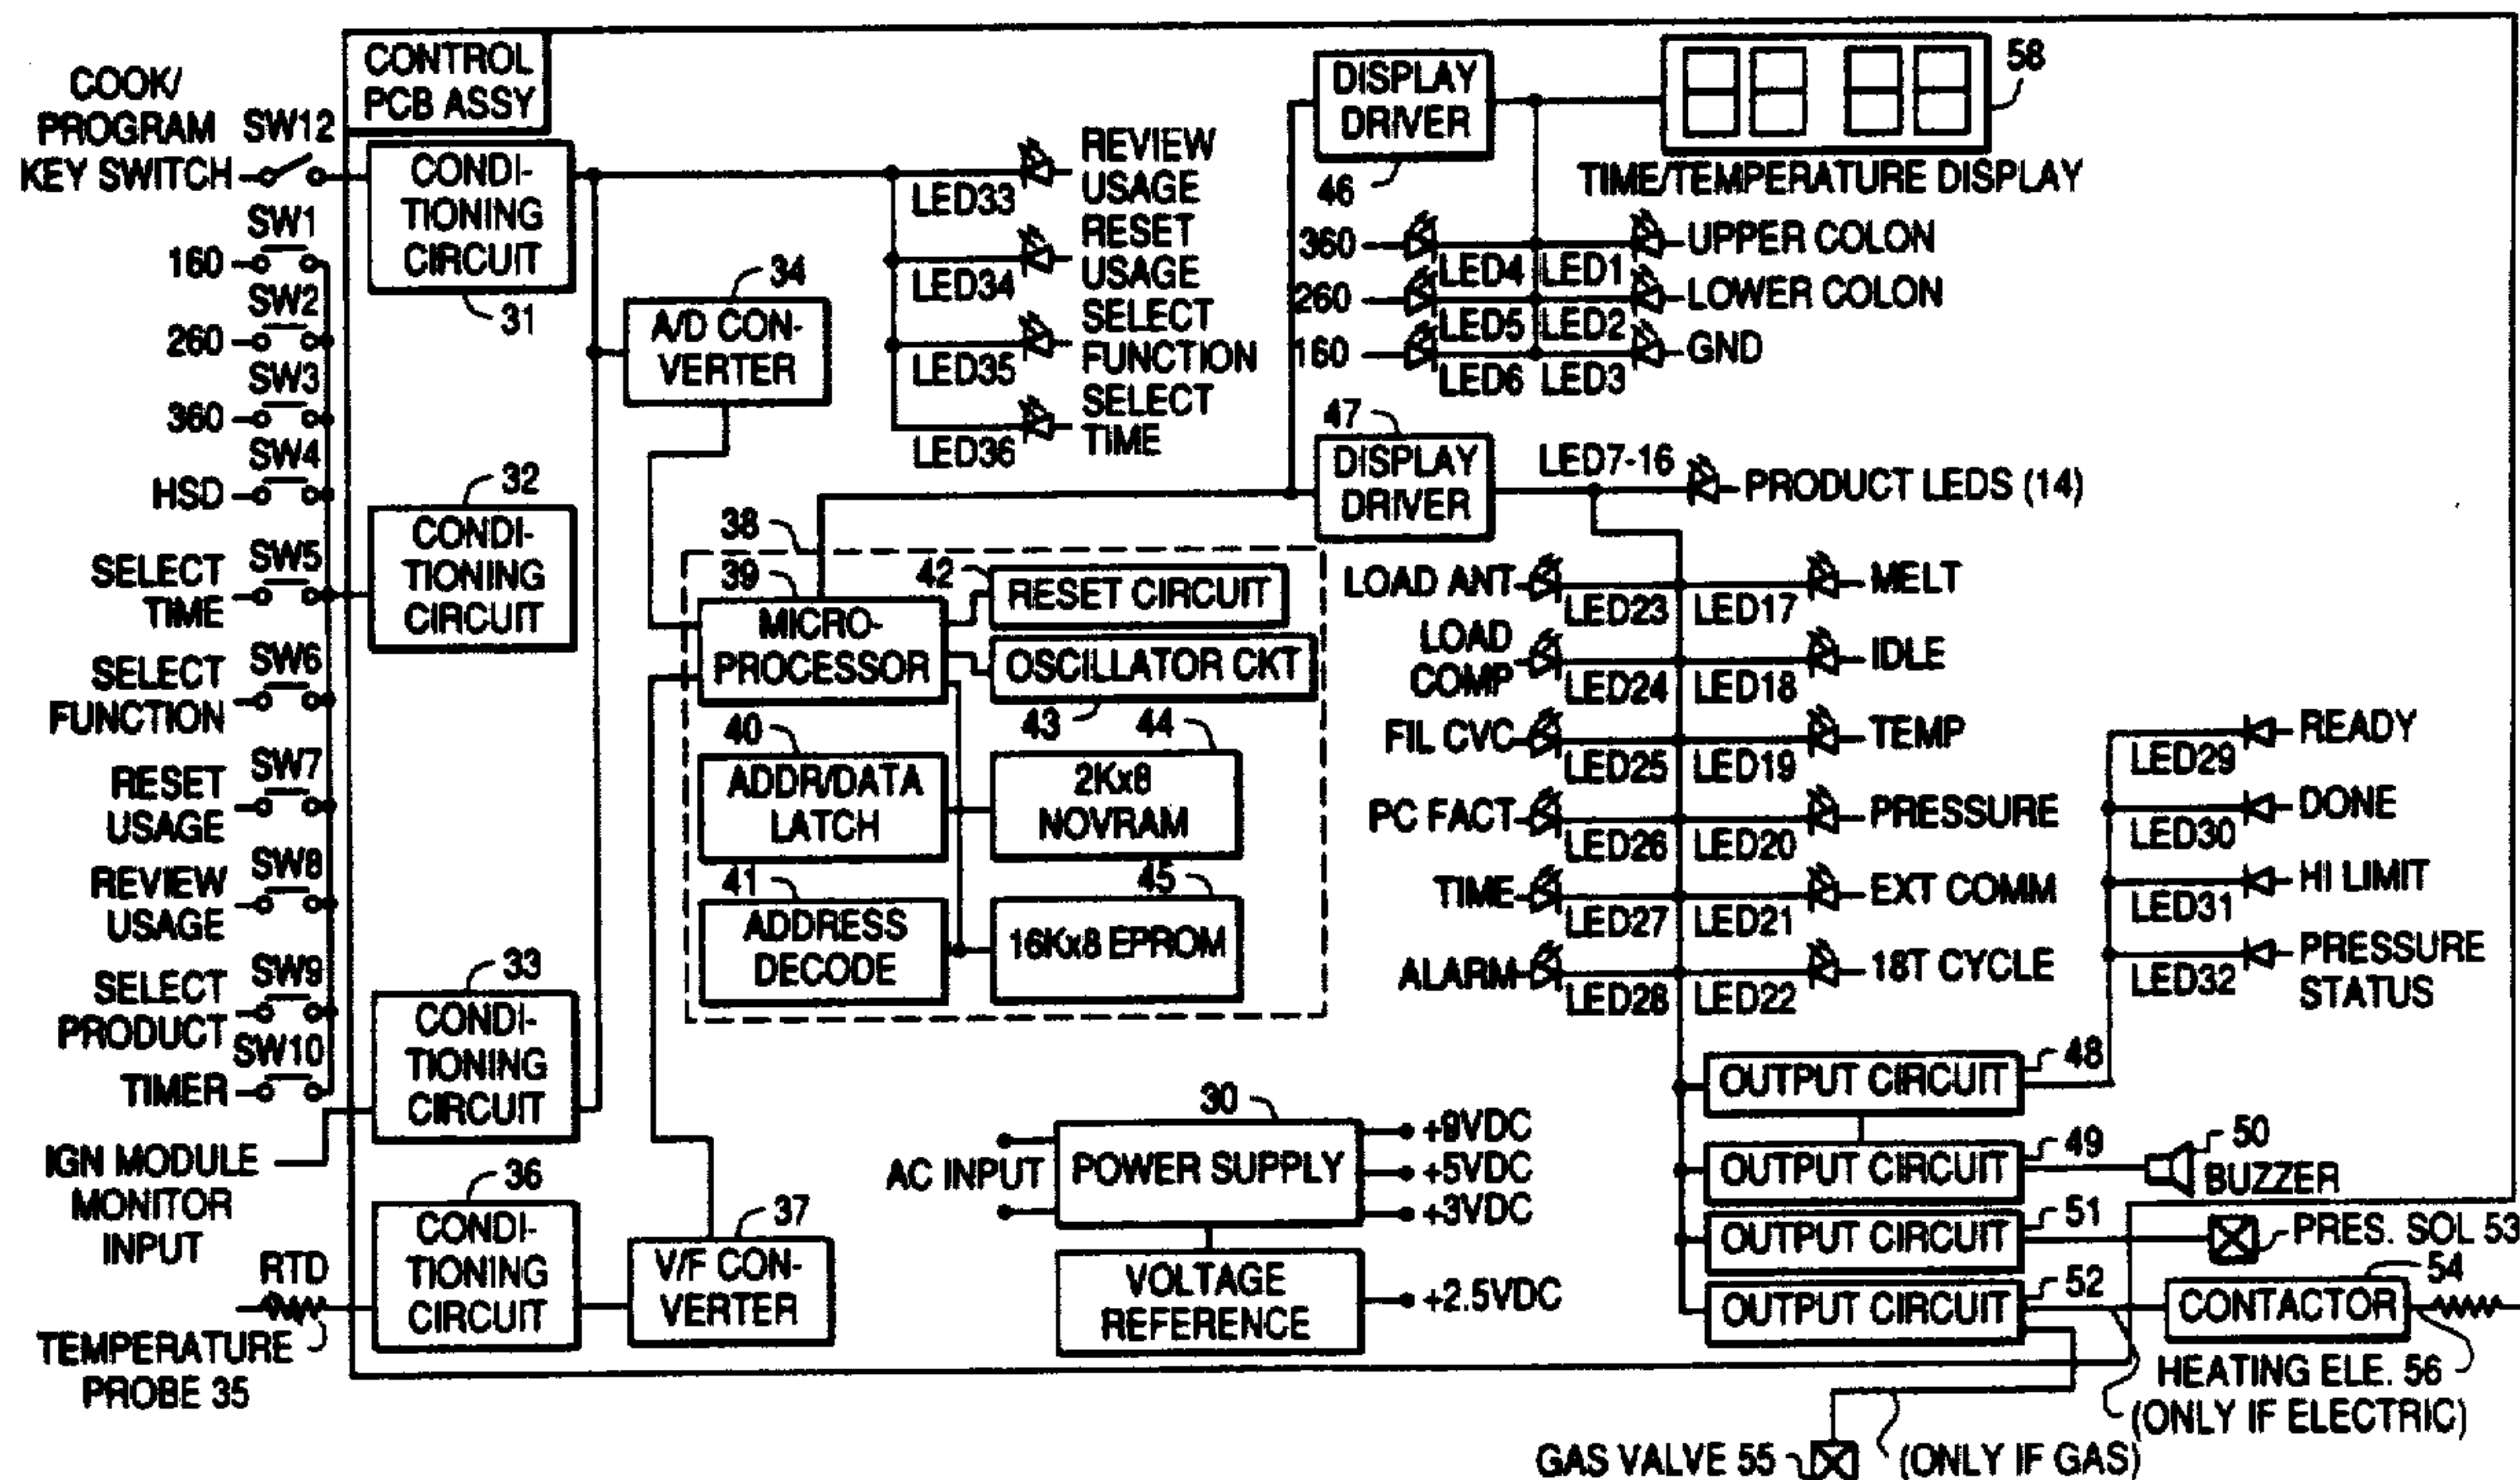 CONTROL
PCB ASSY
COOK/
PROGRAM
KEY SWITCH
SW12
SW1
160
SW2
260
SW3
360
SW4
HSD
SELECT
TIME
SW5
SELECT
FUNCTION
SW6
RESET
USAGE
SW7
REVIEW
USAGE
SW8
SELECT
PRODUCT
SW9
SW10
TIMER
IGN MODULE
MONITOR
INPUT
RTD
TEMPERATURE
PROBE 35
CONDI-
TIONING
CIRCUIT
31
32
CONDI-
TIONING
CIRCUIT
33
CONDI-
TIONING
CIRCUIT
36
CONDI-
TIONING
CIRCUIT
34
A/D CON-
VERTER
37
V/F CON-
VERTER
LED33
REVIEW
USAGE
LED34
RESET
USAGE
LED35
SELECT
FUNCTION
LED36
SELECT
TIME
38
39
MICRO-
PROCESSOR
42
RESET CIRCUIT
OSCILLATOR CKT
43
40
ADDR/DATA
LATCH
44
2Kx8
NOVRAM
41
ADDRESS
DECODE
45
16Kx8 EPROM
30
AC INPUT
POWER SUPPLY
+9VDC
+5VDC
+3VDC
VOLTAGE
REFERENCE
+2.5VDC
DISPLAY
DRIVER
46
58
TIME/TEMPERATURE DISPLAY
360
LED4
LED1
UPPER COLON
260
LED5
LED2
LOWER COLON
160
LED6
LED3
GND
47
DISPLAY
DRIVER
LED7-16
PRODUCT LEDS (14)
LOAD ANT
LED23
LED17
MELT
LOAD
COMP
LED24
LED18
IDLE
FIL CVC
LED25
LED19
TEMP
PC FACT
LED26
LED20
PRESSURE
TIME
LED27
LED21
EXT COMM
ALARM
LED28
LED22
18T CYCLE
LED29
READY
LED30
DONE
LED31
HI LIMIT
LED32
PRESSURE
STATUS
OUTPUT CIRCUIT
48
OUTPUT CIRCUIT
49
50
BUZZER
OUTPUT CIRCUIT
51
PRES. SOL 53
OUTPUT CIRCUIT
52
54
CONTACTOR
HEATING ELE. 56
(ONLY IF ELECTRIC)
GAS VALVE 55
(ONLY IF GAS)